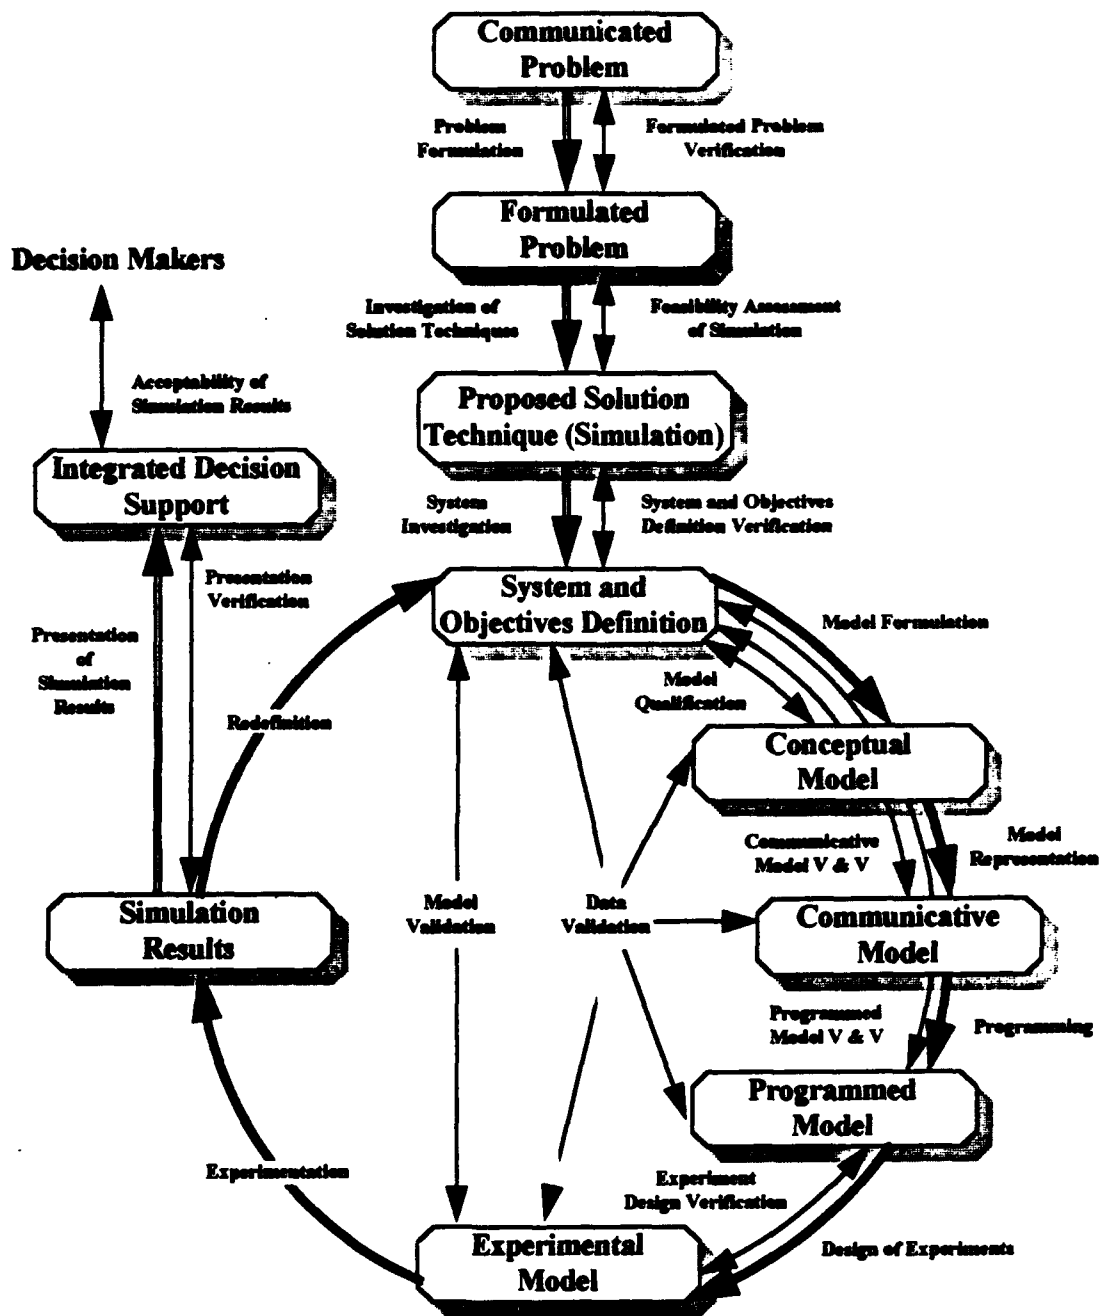 Communicated
Problem
Problem
Formulation
Formulated Problem
Verification
Formulated
Problem
Decision Makers
Investigation of
Solution Techniques
Feasibility Assessment
of Simulation
Acceptability of
Simulation Results
Proposed Solution
Technique (Simulation)
Integrated Decision
Support
System
Investigation
System and Objectives
Definition Verification
Presentation
Verification
System and
Objectives Definition
Model Formulation
Presentation
of
Simulation
Results
Redefinition
Model
Qualification
Conceptual
Model
Communicative
Model V & V
Model
Representation
Simulation
Results
Model
Validation
Data
Validation
Communicative
Model
Programmed
Model V & V
Programming
Programmed
Model
Experimentation
Experiment
Design Verification
Experimental
Model
Design of Experiments